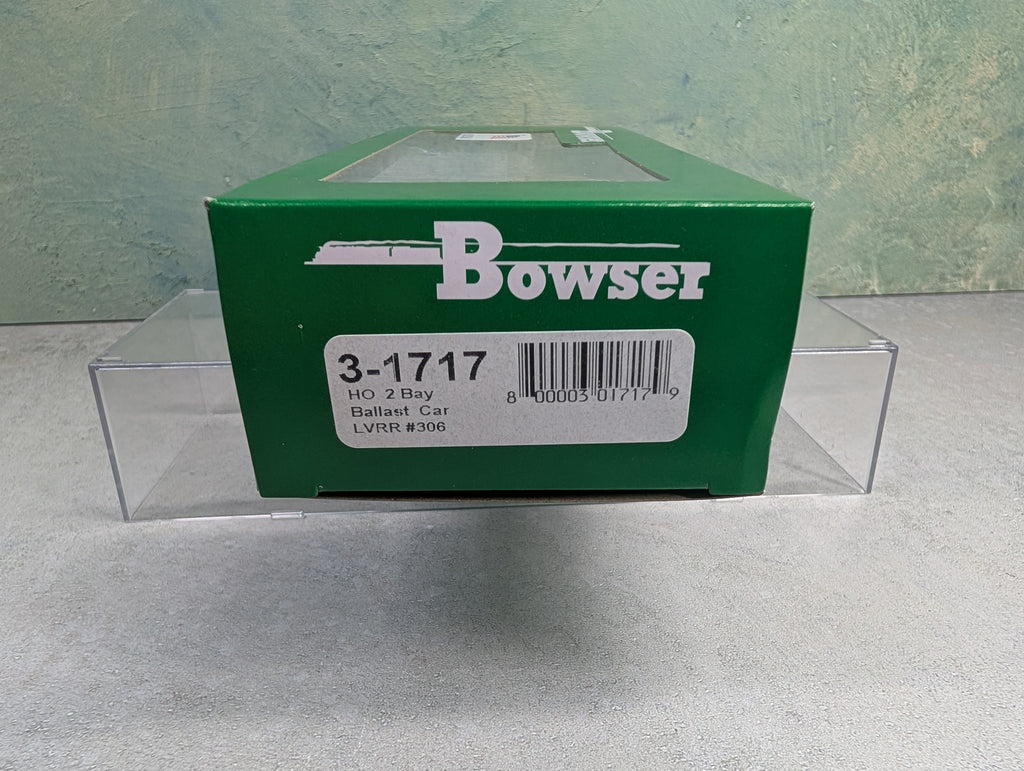 Bowser
3-1717
HO 2 Bay
Ballast Car
LVRR #306
8 00003 01717 9